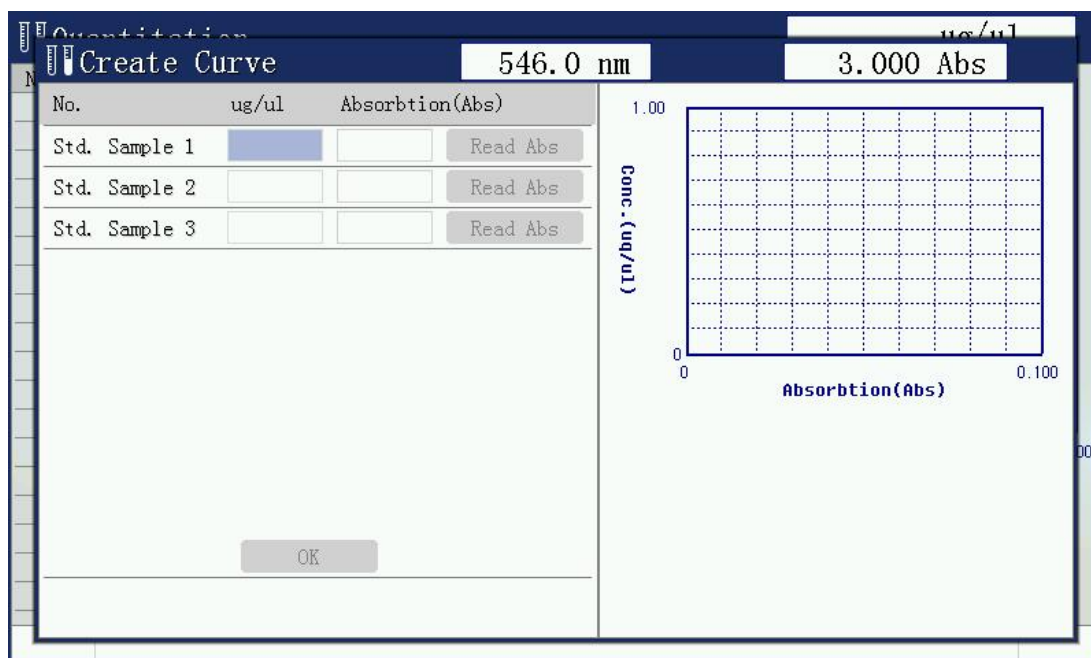 Quantitation ug/ul
Create Curve 546.0 nm 3.000 Abs
N
No. ug/ul Absorbtion(Abs)
Std. Sample 1 Read Abs
Std. Sample 2 Read Abs
Std. Sample 3 Read Abs
OK
1.00
Conc.(ug/ul)
0
0 0.100
Absorbtion(Abs)
00